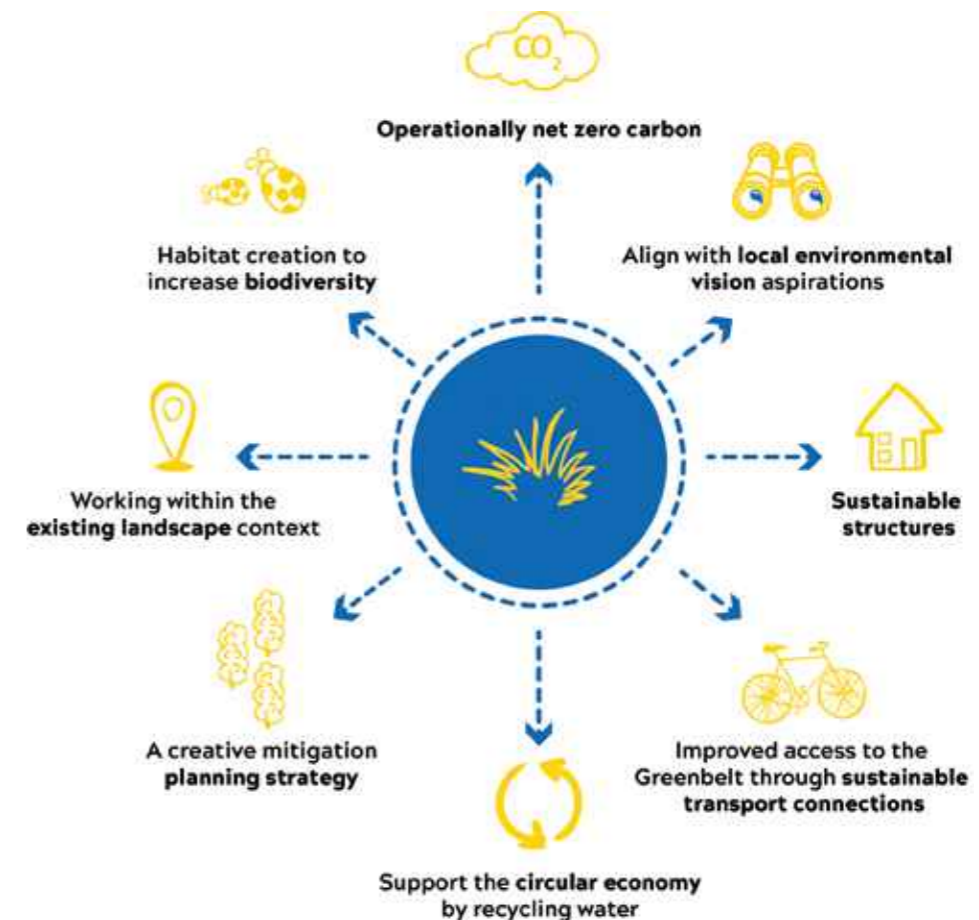 CO2
Operationally net zero carbon
Habitat creation to
increase biodiversity
Align with local environmental
vision aspirations
Working within the
existing landscape context
Sustainable
structures
A creative mitigation
planning strategy
Improved access to the
Greenbelt through sustainable
transport connections
Support the circular economy
by recycling water